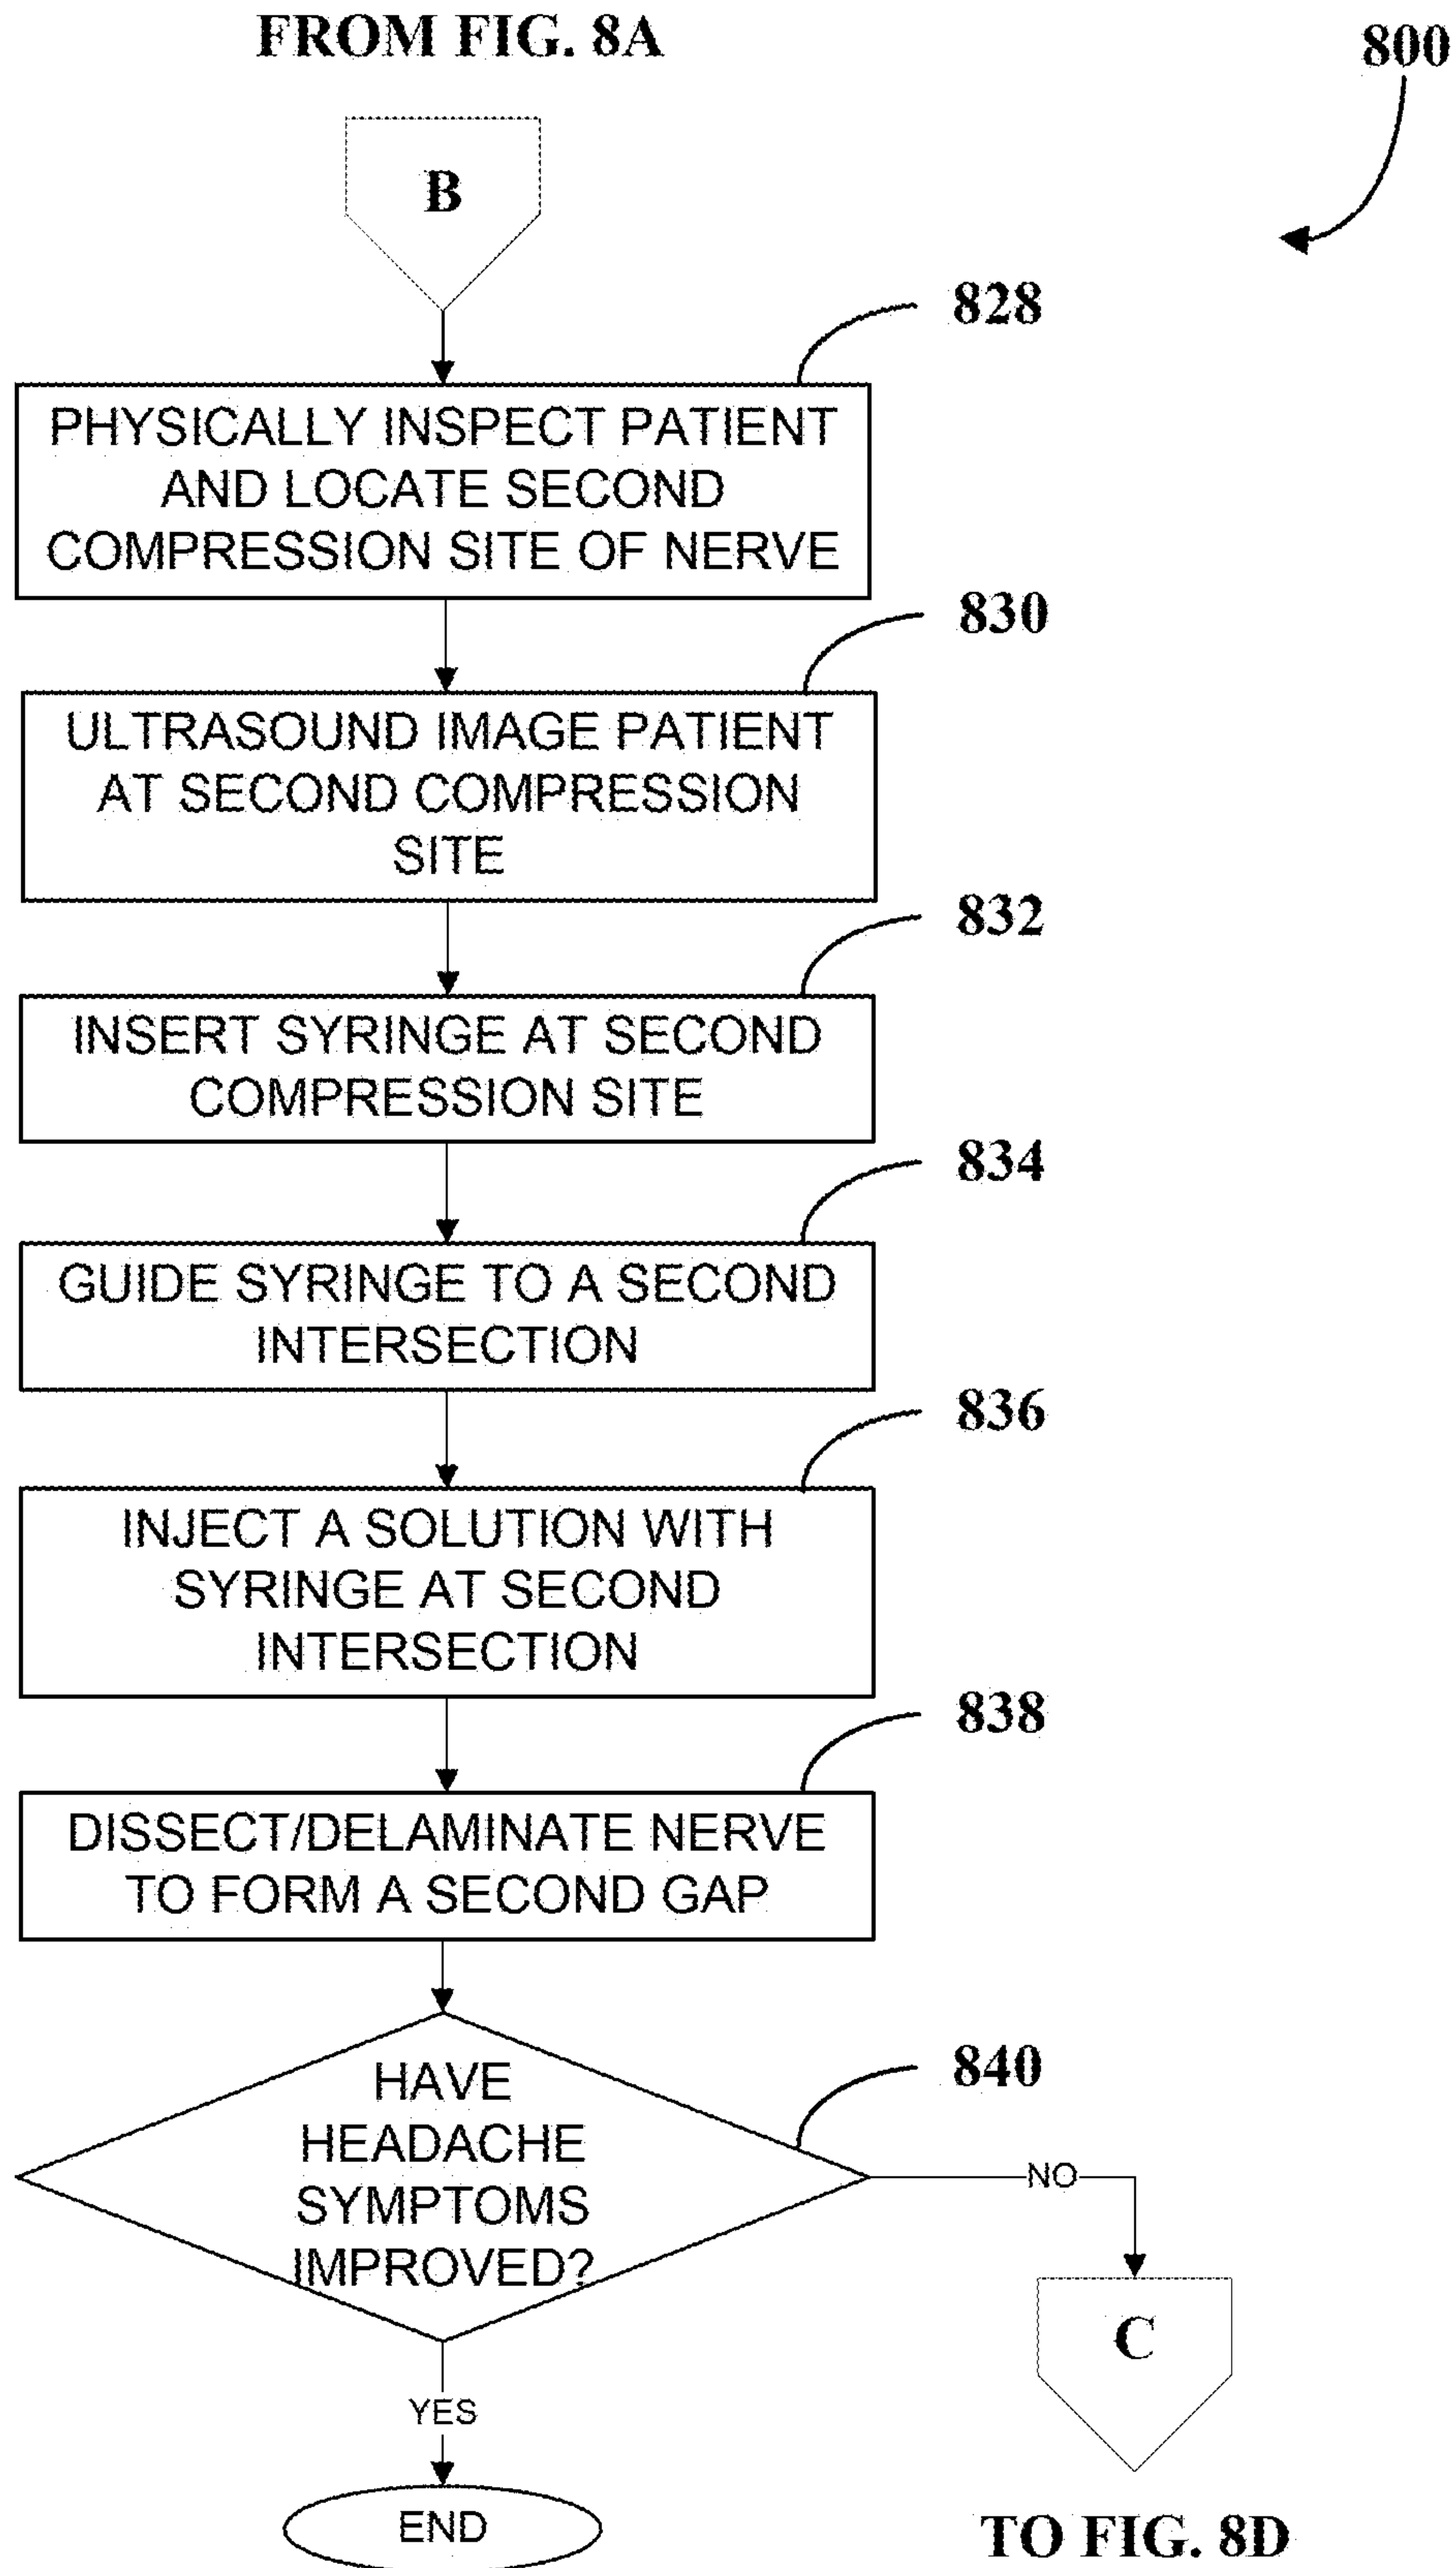 FROM FIG. 8A
800
B
828
PHYSICALLY INSPECT PATIENT
AND LOCATE SECOND
COMPRESSION SITE OF NERVE
830
ULTRASOUND IMAGE PATIENT
AT SECOND COMPRESSION
SITE
832
INSERT SYRINGE AT SECOND
COMPRESSION SITE
834
GUIDE SYRINGE TO A SECOND
INTERSECTION
836
INJECT A SOLUTION WITH
SYRINGE AT SECOND
INTERSECTION
838
DISSECT/DELAMINATE NERVE
TO FORM A SECOND GAP
840
HAVE
HEADACHE
SYMPTOMS
IMPROVED?
NO
C
YES
END
TO FIG. 8D